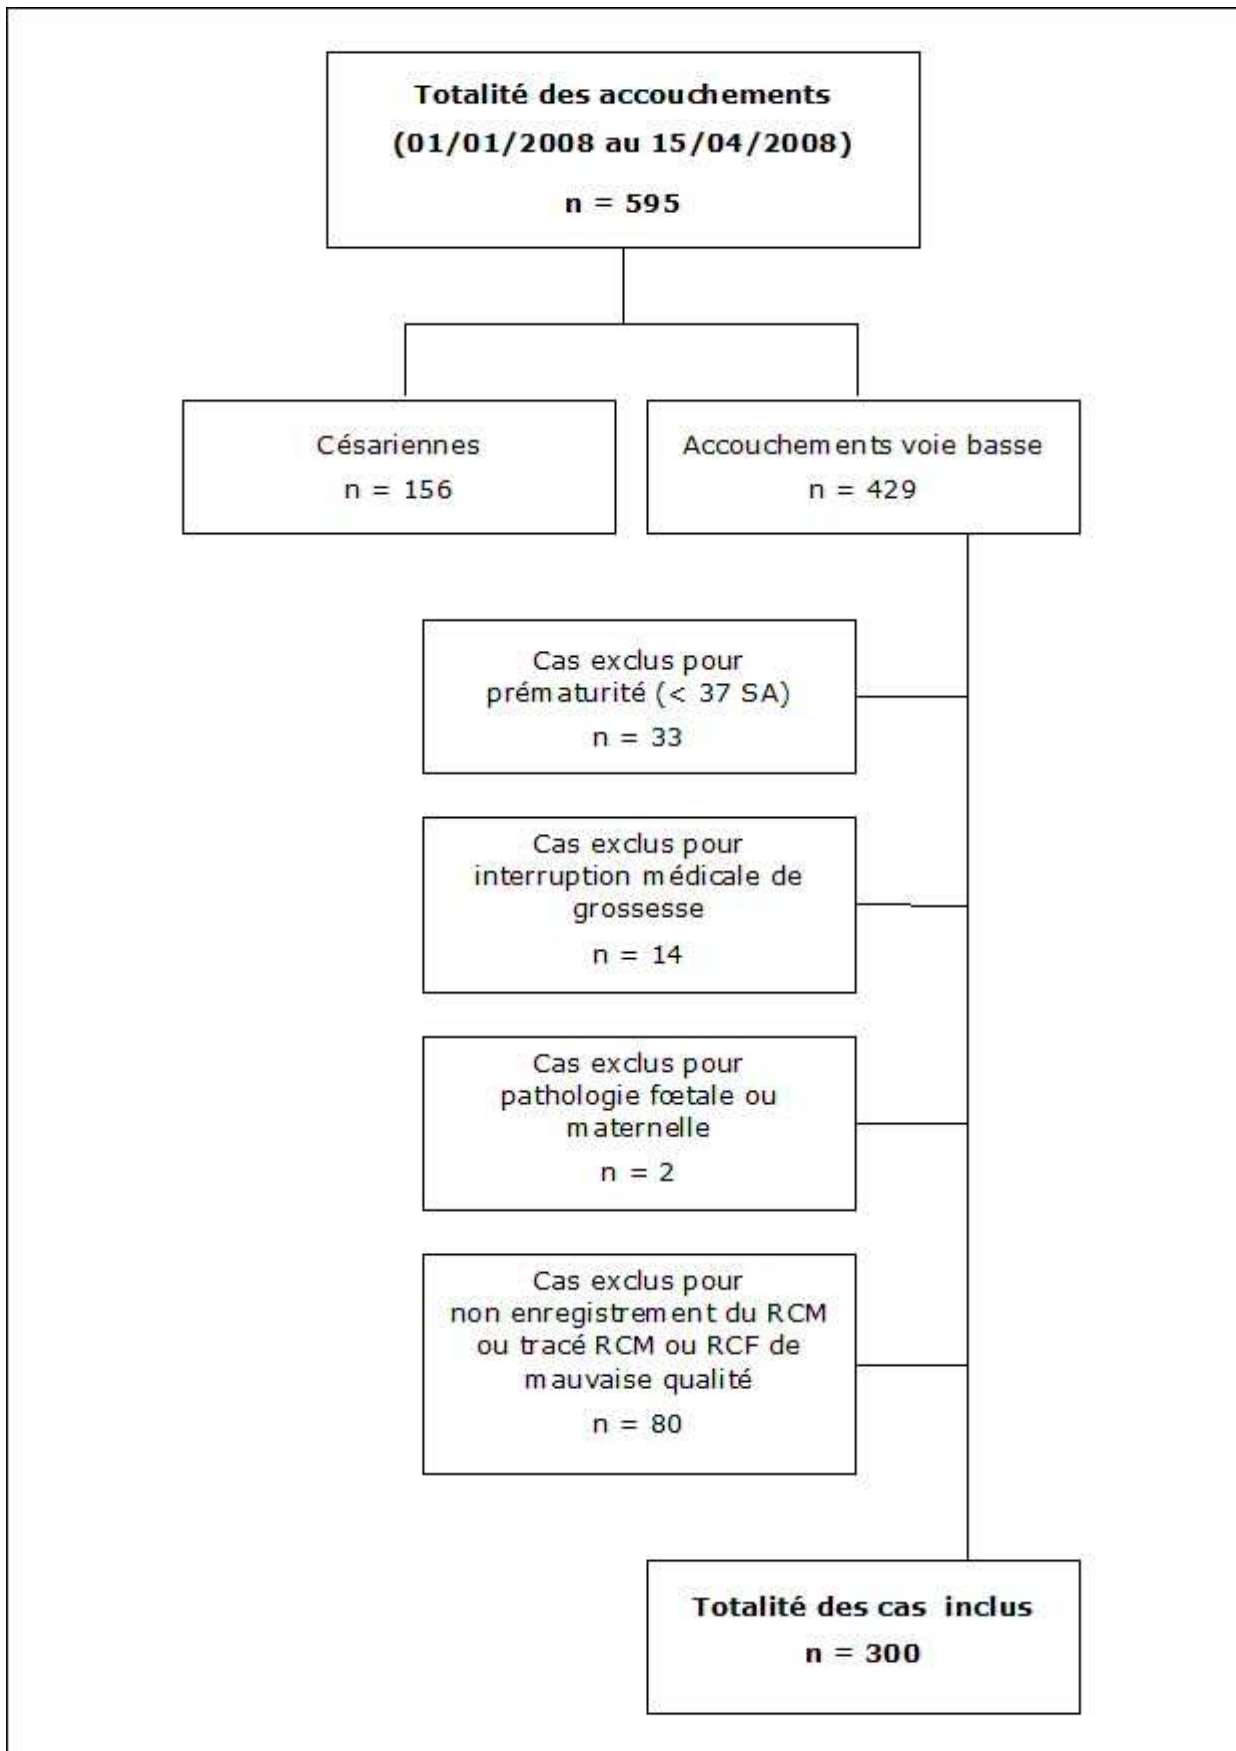 Totalité des accouchements
(01/01/2008 au 15/04/2008)
n = 595
Césariennes
n = 156
Accouchements voie basse
n = 429
Cas exclus pour
prématurité (< 37 SA)
n = 33
Cas exclus pour
interruption médicale de
grossesse
n = 14
Cas exclus pour
pathologie fœtale ou
maternelle
n = 2
Cas exclus pour
non enregistrement du RCM
ou tracé RCM ou RCF de
mauvaise qualité
n = 80
Totalité des cas inclus
n = 300